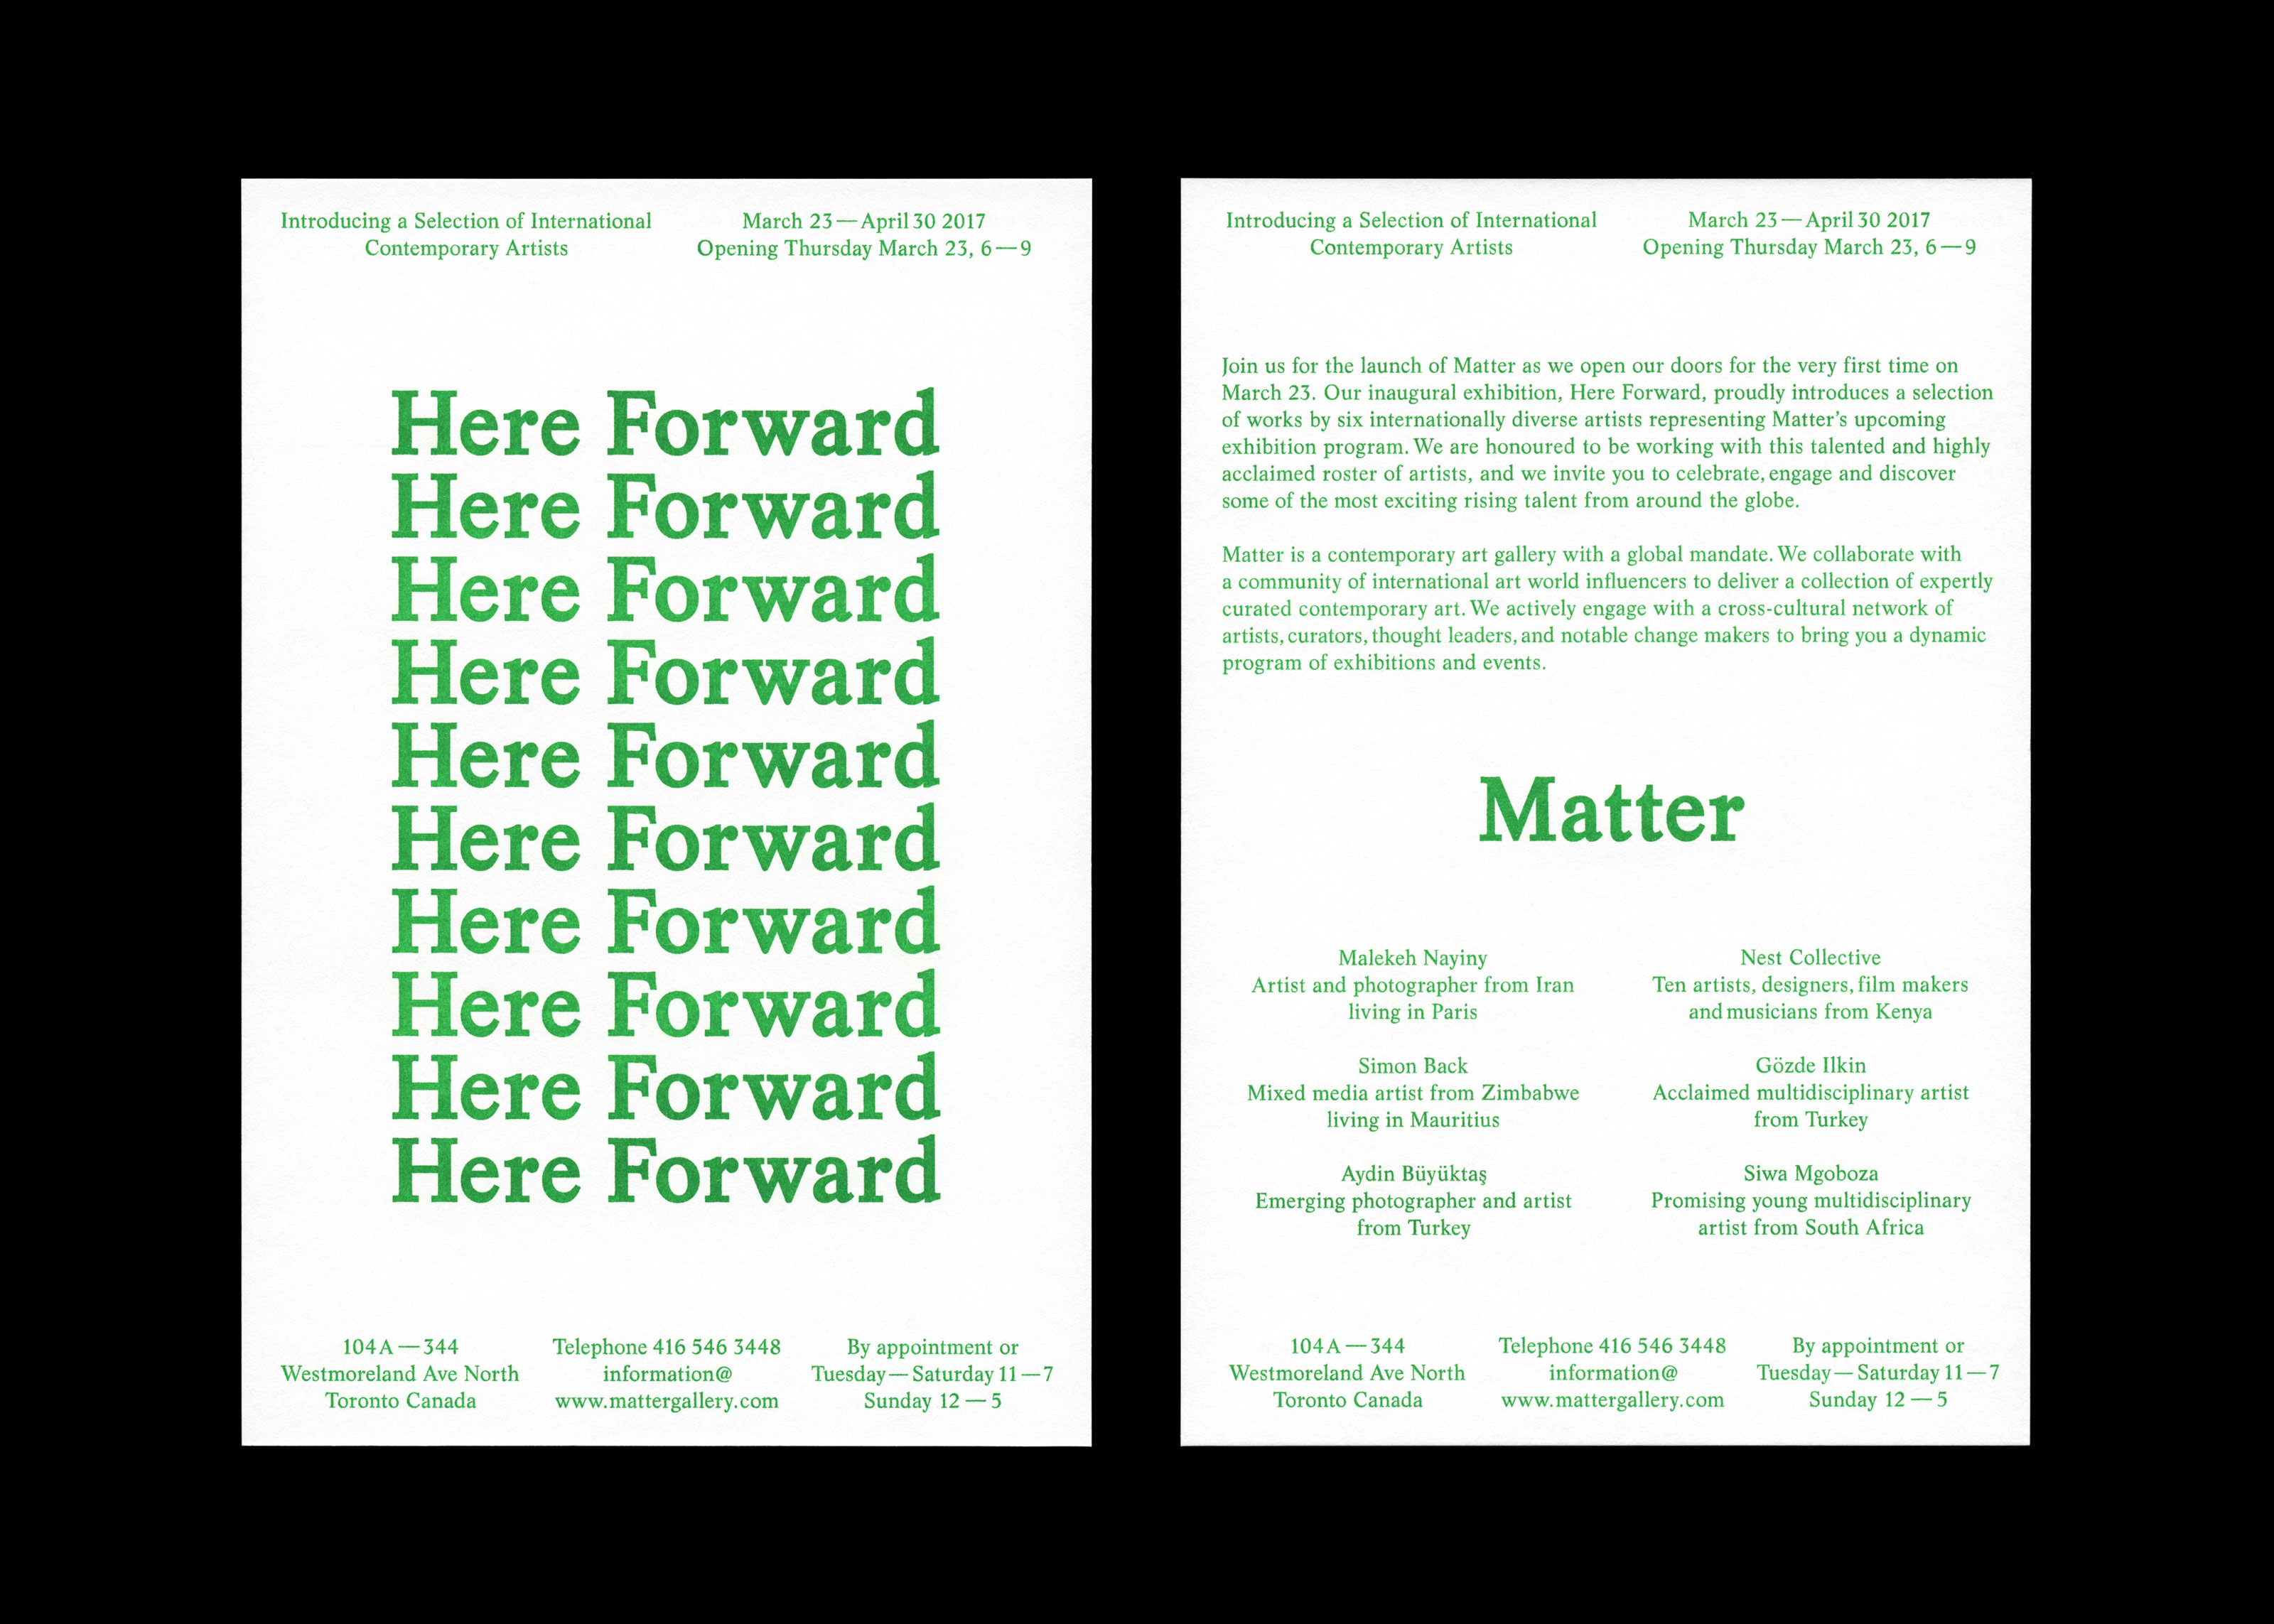 Introducing a Selection of International
Contemporary Artists
March 23 — April 30 2017
Opening Thursday March 23, 6 — 9
Here Forward
Here Forward
Here Forward
Here Forward
Here Forward
Here Forward
Here Forward
Here Forward
Here Forward
Here Forward
104A — 344
Westmoreland Ave North
Toronto Canada
Telephone 416 546 3448
information@
www.mattergallery.com
By appointment or
Tuesday — Saturday 11 — 7
Sunday 12 — 5
Introducing a Selection of International
Contemporary Artists
March 23 — April 30 2017
Opening Thursday March 23, 6 — 9
Join us for the launch of Matter as we open our doors for the very first time on
March 23. Our inaugural exhibition, Here Forward, proudly introduces a selection
of works by six internationally diverse artists representing Matter’s upcoming
exhibition program. We are honoured to be working with this talented and highly
acclaimed roster of artists, and we invite you to celebrate, engage and discover
some of the most exciting rising talent from around the globe.
Matter is a contemporary art gallery with a global mandate. We collaborate with
a community of international art world influencers to deliver a collection of expertly
curated contemporary art. We actively engage with a cross-cultural network of
artists, curators, thought leaders, and notable change makers to bring you a dynamic
program of exhibitions and events.
Matter
Malekeh Nayiny
Artist and photographer from Iran
living in Paris
Nest Collective
Ten artists, designers, film makers
and musicians from Kenya
Simon Back
Mixed media artist from Zimbabwe
living in Mauritius
Gözde Ilkin
Acclaimed multidisciplinary artist
from Turkey
Aydin Büyüktaş
Emerging photographer and artist
from Turkey
Siwa Mgoboza
Promising young multidisciplinary
artist from South Africa
104A — 344
Westmoreland Ave North
Toronto Canada
Telephone 416 546 3448
information@
www.mattergallery.com
By appointment or
Tuesday — Saturday 11 — 7
Sunday 12 — 5